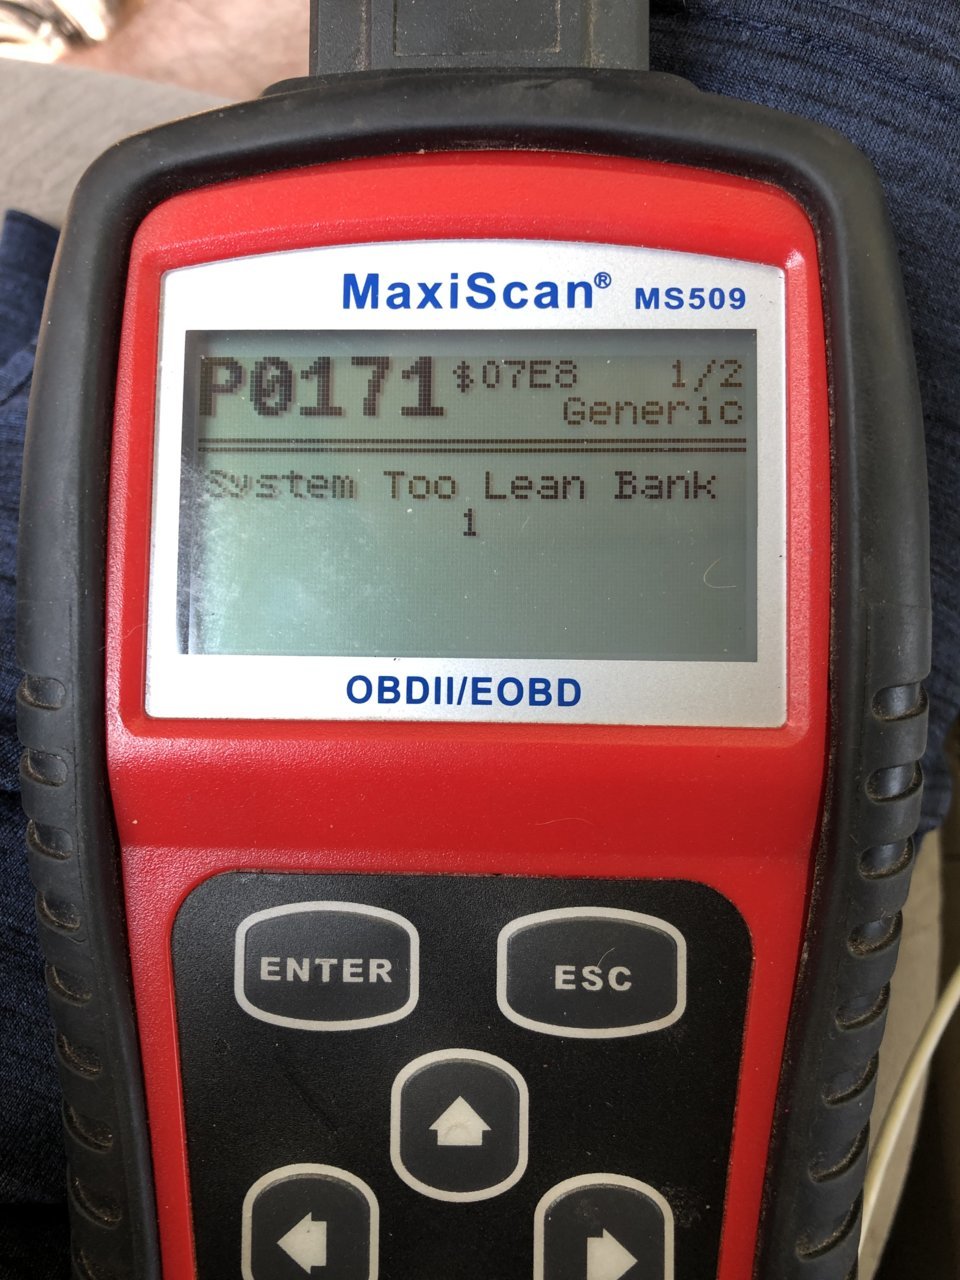 MaxiScan® MS509
P0171 $07E8 1/2
Generic
System Too Lean Bank
1
OBDII/EOBD
ENTER ESC